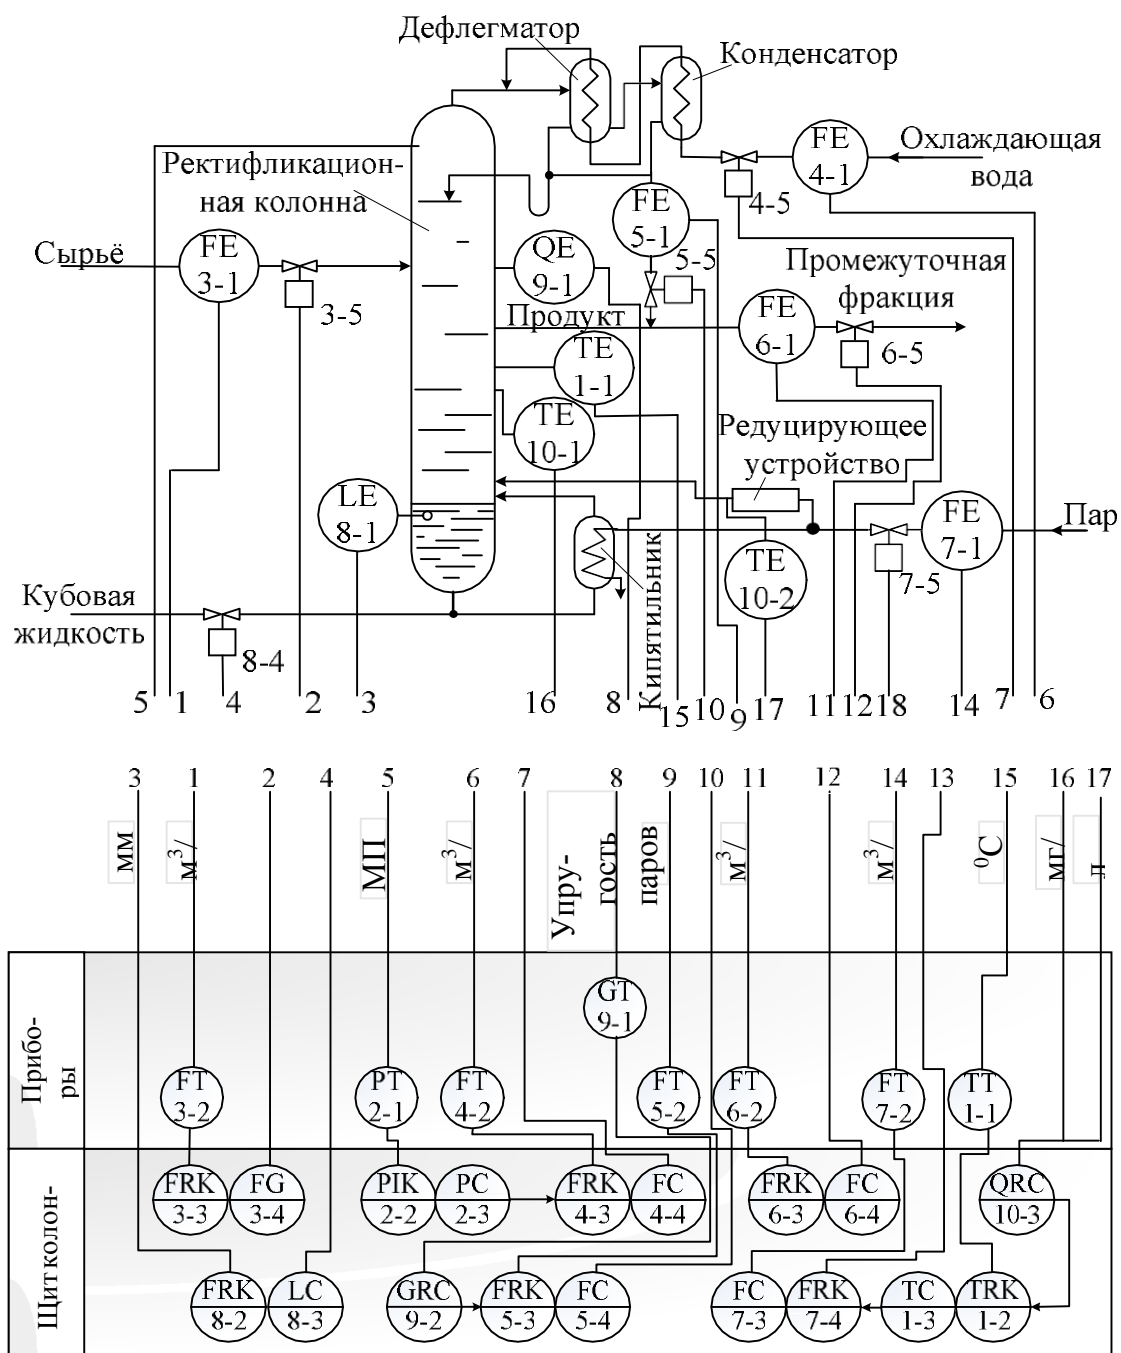 Дефлегматор
Конденсатор
Ректификацион-
ная колонна
FE
4-1
Охлаждающая
вода
4-5
FE
5-1
5-5
Сырьё
FE
3-1
3-5
QE
9-1
Промежуточная
фракция
Продукт
FE
6-1
6-5
TE
1-1
TE
10-1
Редуцирующее
устройство
LE
8-1
FE
7-1
Пар
7-5
TE
10-2
Кипятильник
Кубовая
жидкость
8-4
5 1 4 2 3 16 8 15 10 9 17 11 12 18 14 7 6
3 1 2 4 5 6 7 8 9 10 11 12 14 13 15 16 17
мм
м³/
МП
м³/
Упру-
гость
паров
м³/
м³/
⁰С
мг/
л
Прибо-
ры
GT
9-1
FT
3-2
PT
2-1
FT
4-2
FT
5-2
FT
6-2
FT
7-2
TT
1-1
Щит колон-
FRK
3-3
FG
3-4
PIK
2-2
PC
2-3
FRK
4-3
FC
4-4
FRK
6-3
FC
6-4
QRC
10-3
FRK
8-2
LC
8-3
GRC
9-2
FRK
5-3
FC
5-4
FC
7-3
FRK
7-4
TC
1-3
TRK
1-2